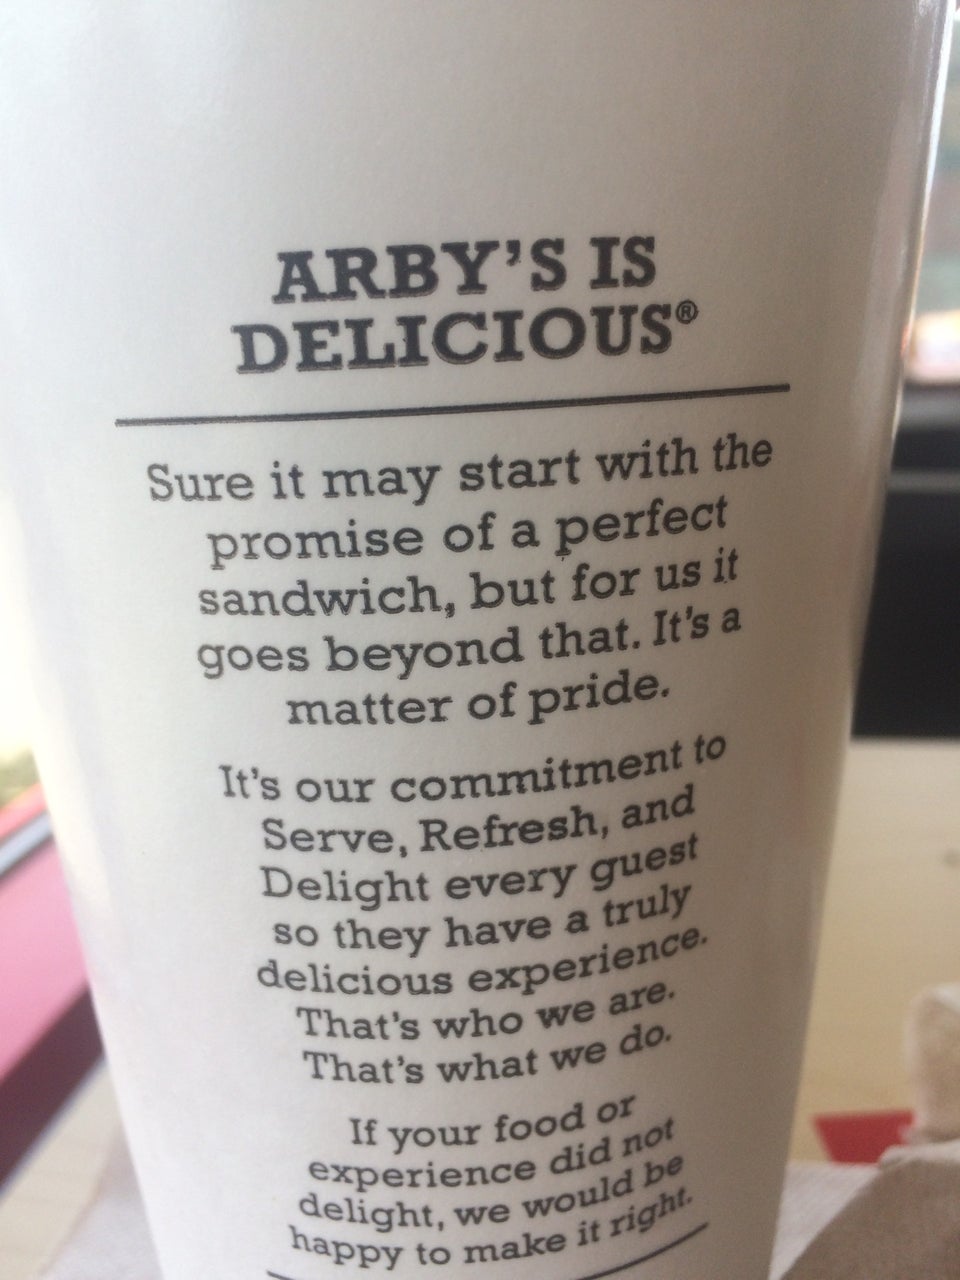 ARBY'S IS
DELICIOUS®
Sure it may start with the
promise of a perfect
sandwich, but for us it
goes beyond that. It's a
matter of pride.
It's our commitment to
Serve, Refresh, and
Delight every guest
so they have a truly
delicious experience.
That's who we are.
That's what we do.
If your food or
experience did not
delight, we would be
happy to make it right.